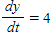 dy/dt = 4